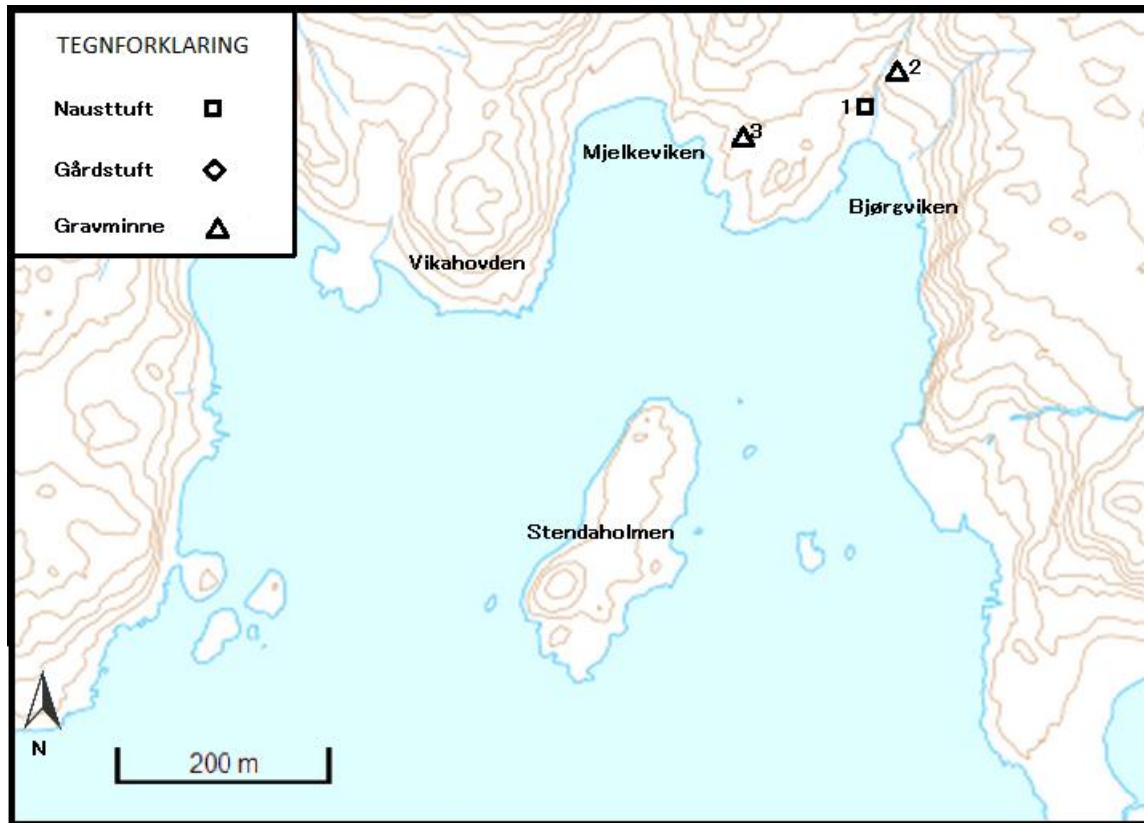 TEGNFORKLARING
Nausttuft
Gårdstuft
Gravminne
2
1
3
Mjelkeviken
Bjørgviken
Vikahovden
Stendaholmen
N
200 m